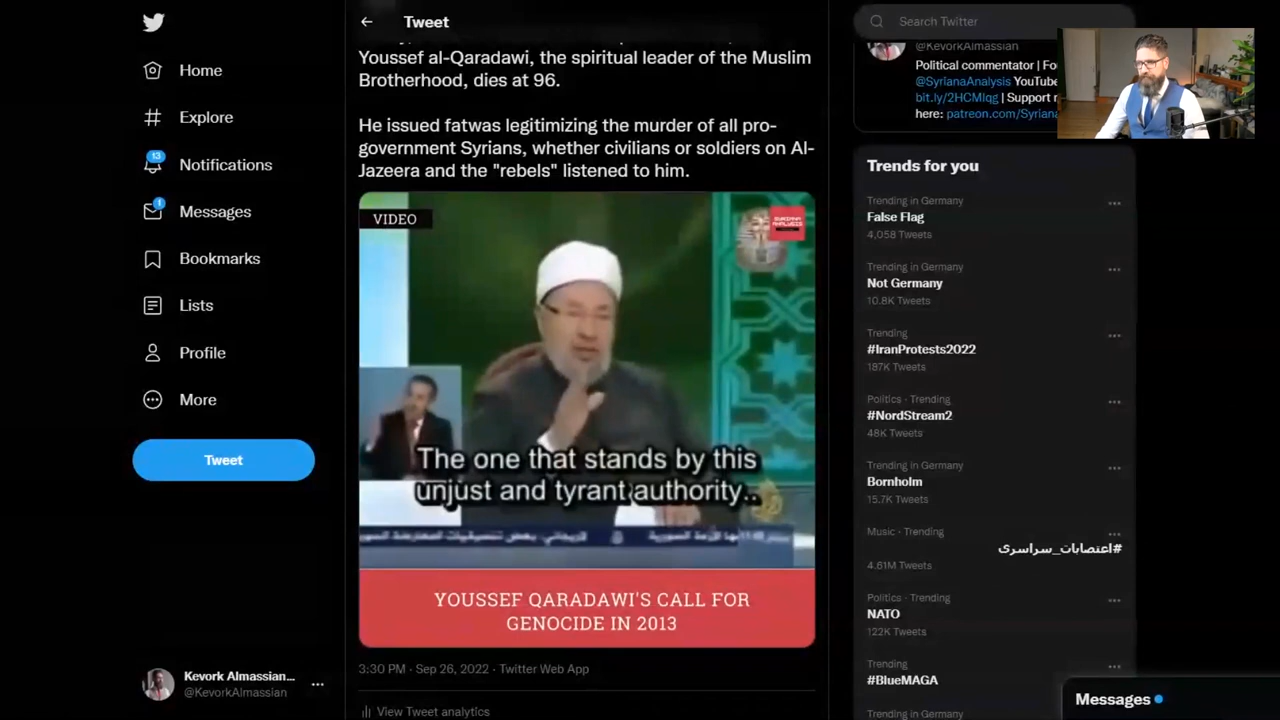 Home
Explore
13
Notifications
1
Messages
Bookmarks
Lists
Profile
More
Tweet
Kevork Almassian...
@KevorkAlmassian
Tweet
Youssef al-Qaradawi, the spiritual leader of the Muslim
Brotherhood, dies at 96.
He issued fatwas legitimizing the murder of all pro-
government Syrians, whether civilians or soldiers on Al-
Jazeera and the "rebels" listened to him.
VIDEO
SYRIANA
ANALYSIS
The one that stands by this
unjust and tyrant authority..
YOUSSEF QARADAWI'S CALL FOR
GENOCIDE IN 2013
3:30 PM · Sep 26, 2022 · Twitter Web App
View Tweet analytics
Search Twitter
@KevorkAlmassian
Political commentator |
@SyrianaAnalysis YouTube
bit.ly/2HCMlqg | Support
here: patreon.com/Syriana
Trends for you
Trending in Germany
False Flag
4,058 Tweets
Trending in Germany
Not Germany
10.8K Tweets
Trending
#IranProtests2022
187K Tweets
Politics · Trending
#NordStream2
48K Tweets
Trending in Germany
Bornholm
15.7K Tweets
Music · Trending
#اعتصابات_سراسری
4.61M Tweets
Politics · Trending
NATO
122K Tweets
Trending
#BlueMAGA
Trending in Germany
Messages